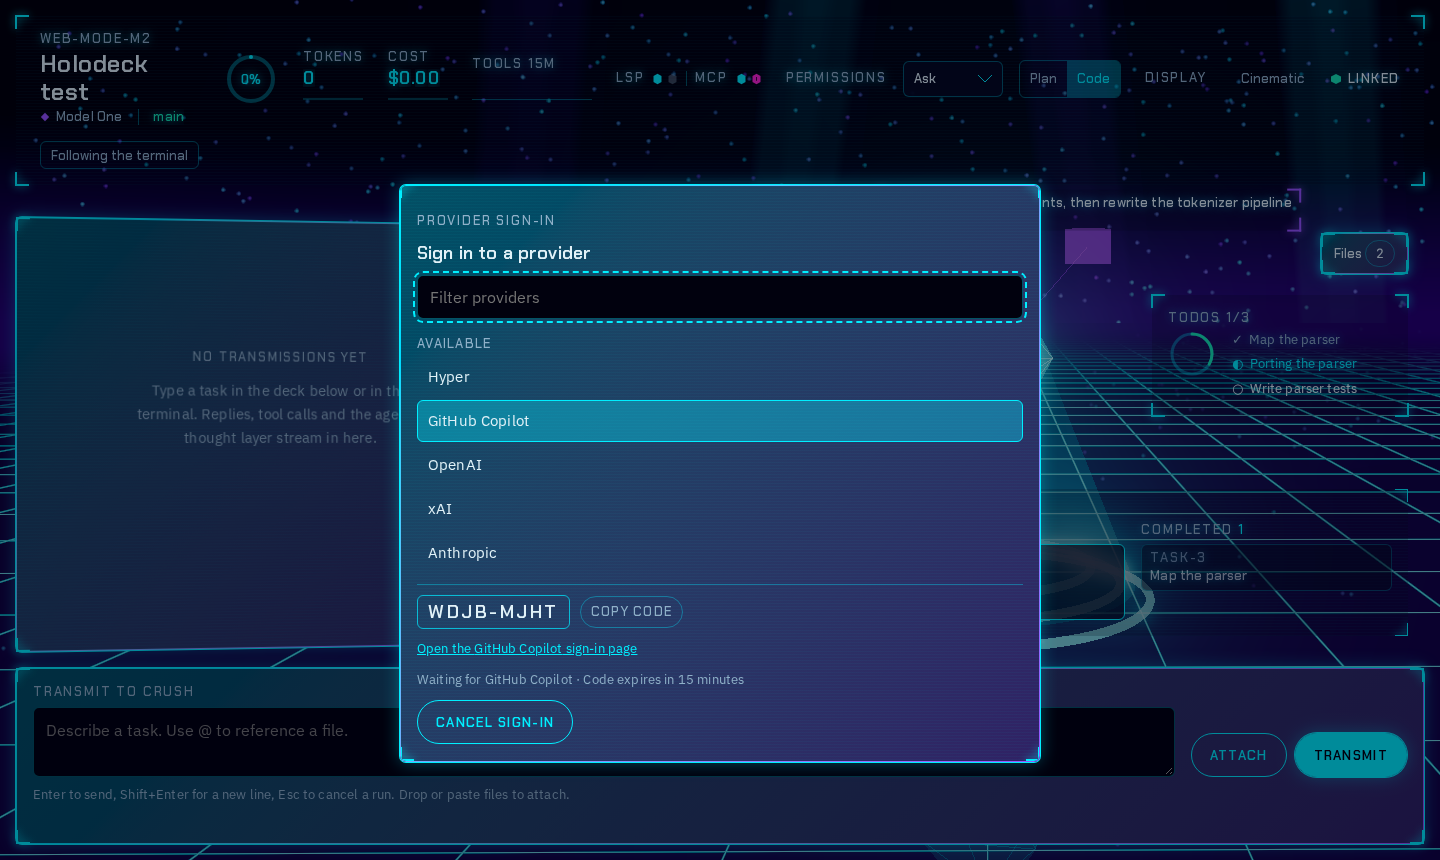 WEB-MODE-M2
Holodeck
test
Model One
main
Following the terminal
0%
TOKENS
0
COST
$0.00
TOOLS 15M
LSP
MCP
PERMISSIONS
Ask
Plan
Code
DISPLAY
Cinematic
LINKED
nts, then rewrite the tokenizer pipeline
Files 2
TODOS 1/3
✓ Map the parser
◐ Porting the parser
○ Write parser tests
COMPLETED 1
TASK-3
Map the parser
NO TRANSMISSIONS YET
Type a task in the deck below or in th
terminal. Replies, tool calls and the age
thought layer stream in here.
PROVIDER SIGN-IN
Sign in to a provider
Filter providers
AVAILABLE
Hyper
GitHub Copilot
OpenAI
xAI
Anthropic
WDJB-MJHT
COPY CODE
Open the GitHub Copilot sign-in page
Waiting for GitHub Copilot · Code expires in 15 minutes
CANCEL SIGN-IN
TRANSMIT TO CRUSH
Describe a task. Use @ to reference a file.
ATTACH
TRANSMIT
Enter to send, Shift+Enter for a new line, Esc to cancel a run. Drop or paste files to attach.